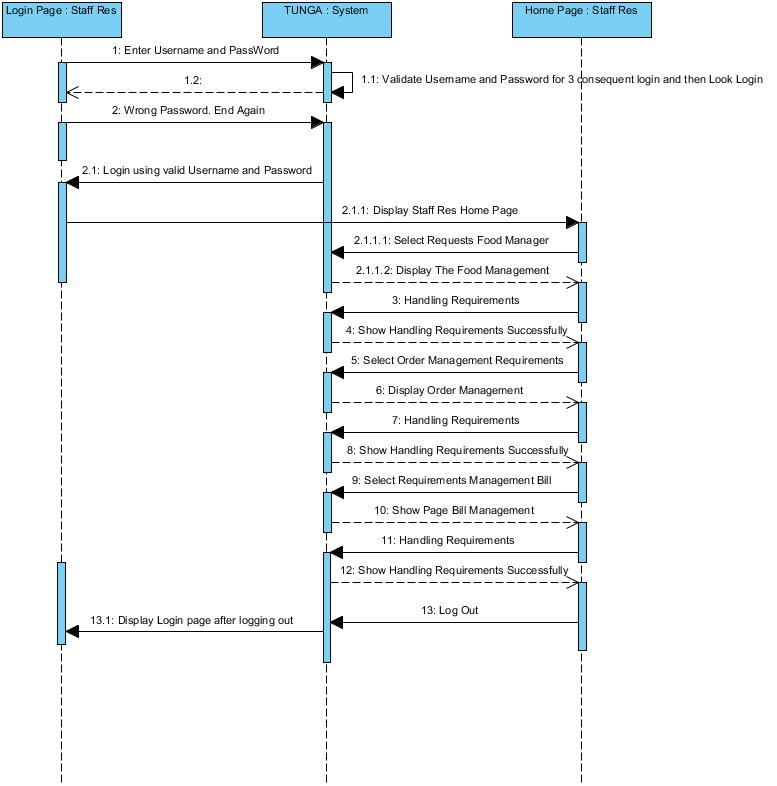 Login Page : Staff Res
TUNGA : System
Home Page : Staff Res
1: Enter Username and PassWord
1.1: Validate Username and Password for 3 consequent login and then Look Login
1.2:
2: Wrong Password. End Again
2.1: Login using valid Username and Password
2.1.1: Display Staff Res Home Page
2.1.1.1: Select Requests Food Manager
2.1.1.2: Display The Food Management
3: Handling Requirements
4: Show Handling Requirements Successfully
5: Select Order Management Requirements
6: Display Order Management
7: Handling Requirements
8: Show Handling Requirements Successfully
9: Select Requirements Management Bill
10: Show Page Bill Management
11: Handling Requirements
12: Show Handling Requirements Successfully
13: Log Out
13.1: Display Login page after logging out